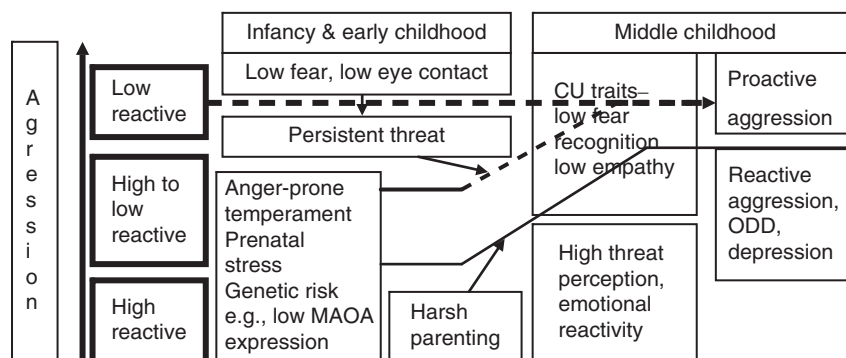 Agression
Low
reactive
High to
low
reactive
High
reactive
Infancy & early childhood
Low fear, low eye contact
Persistent threat
Anger-prone
temperament
Prenatal
stress
Genetic risk
e.g., low MAOA
expression
Harsh
parenting
Middle childhood
CU traits–
low fear
recognition
low empathy
High threat
perception,
emotional
reactivity
Proactive
aggression
Reactive
aggression,
ODD,
depression